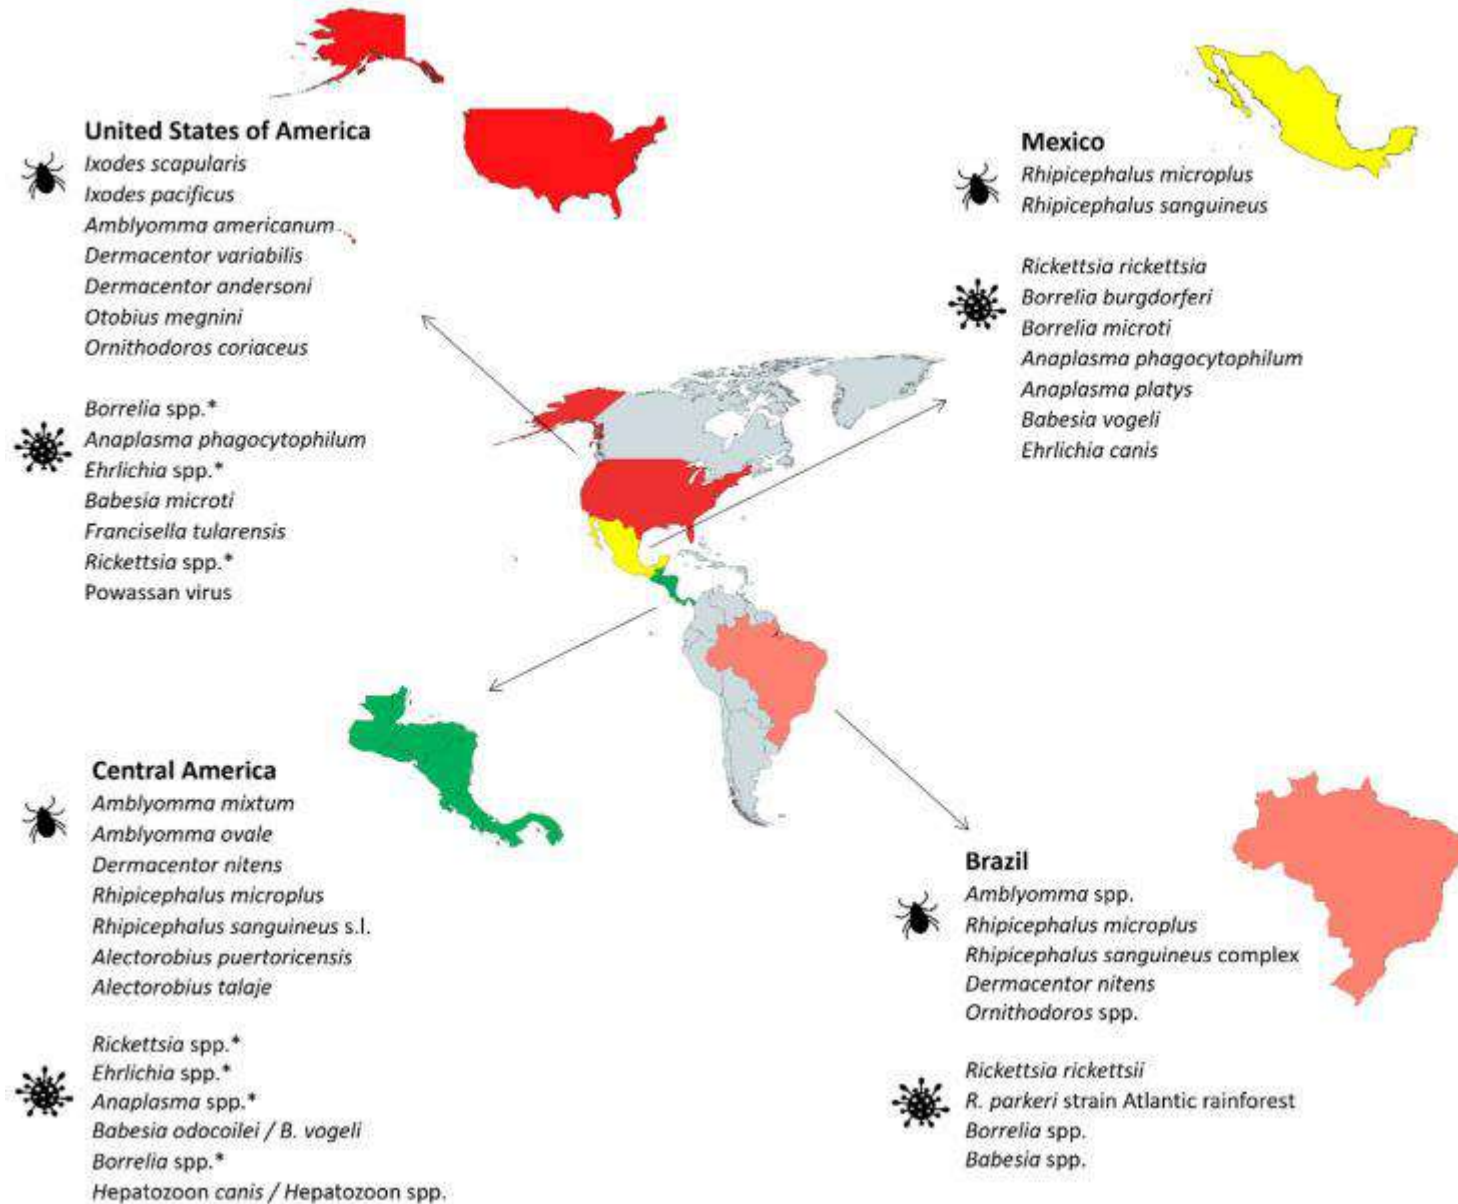 United States of America
Ixodes scapularis
Ixodes pacificus
Amblyomma americanum
Dermacentor variabilis
Dermacentor andersoni
Otobius megnini
Ornithodoros coriaceus
Borrelia spp.*
Anaplasma phagocytophilum
Ehrlichia spp.*
Babesia microti
Francisella tularensis
Rickettsia spp.*
Powassan virus
Mexico
Rhipicephalus microplus
Rhipicephalus sanguineus
Rickettsia rickettsia
Borrelia burgdorferi
Borrelia microti
Anaplasma phagocytophilum
Anaplasma platys
Babesia vogeli
Ehrlichia canis
Central America
Amblyomma mixtum
Amblyomma ovale
Dermacentor nitens
Rhipicephalus microplus
Rhipicephalus sanguineus s.l.
Alectorobius puertoricensis
Alectorobius talaje
Rickettsia spp.*
Ehrlichia spp.*
Anaplasma spp.*
Babesia odocoilei / B. vogeli
Borrelia spp.*
Hepatozoon canis / Hepatozoon spp.
Brazil
Amblyomma spp.
Rhipicephalus microplus
Rhipicephalus sanguineus complex
Dermacentor nitens
Ornithodoros spp.
Rickettsia rickettsii
R. parkeri strain Atlantic rainforest
Borrelia spp.
Babesia spp.